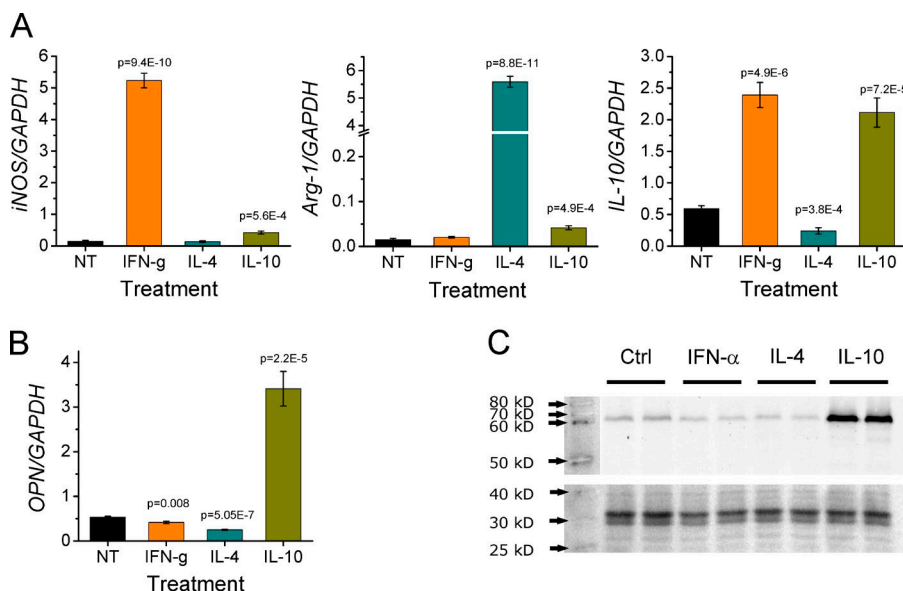 A
iNOS/GAPDH
6
5
4
3
2
1
0
p=9.4E-10
p=5.6E-4
NT IFN-g IL-4 IL-10
Treatment
Arg-1/GAPDH
6
5
4
0.2
0.1
0.0
p=8.8E-11
p=4.9E-4
NT IFN-g IL-4 IL-10
Treatment
IL-10/GAPDH
3.0
2.5
2.0
1.5
1.0
0.5
0.0
p=4.9E-6
p=7.2E-5
p=3.8E-4
NT IFN-g IL-4 IL-10
Treatment
B
OPN/GAPDH
4
3
2
1
0
p=2.2E-5
p=0.008
p=5.05E-7
NT IFN-g IL-4 IL-10
Treatment
C
Ctrl IFN-α IL-4 IL-10
80 kD
70 kD
60 kD
50 kD
40 kD
30 kD
25 kD